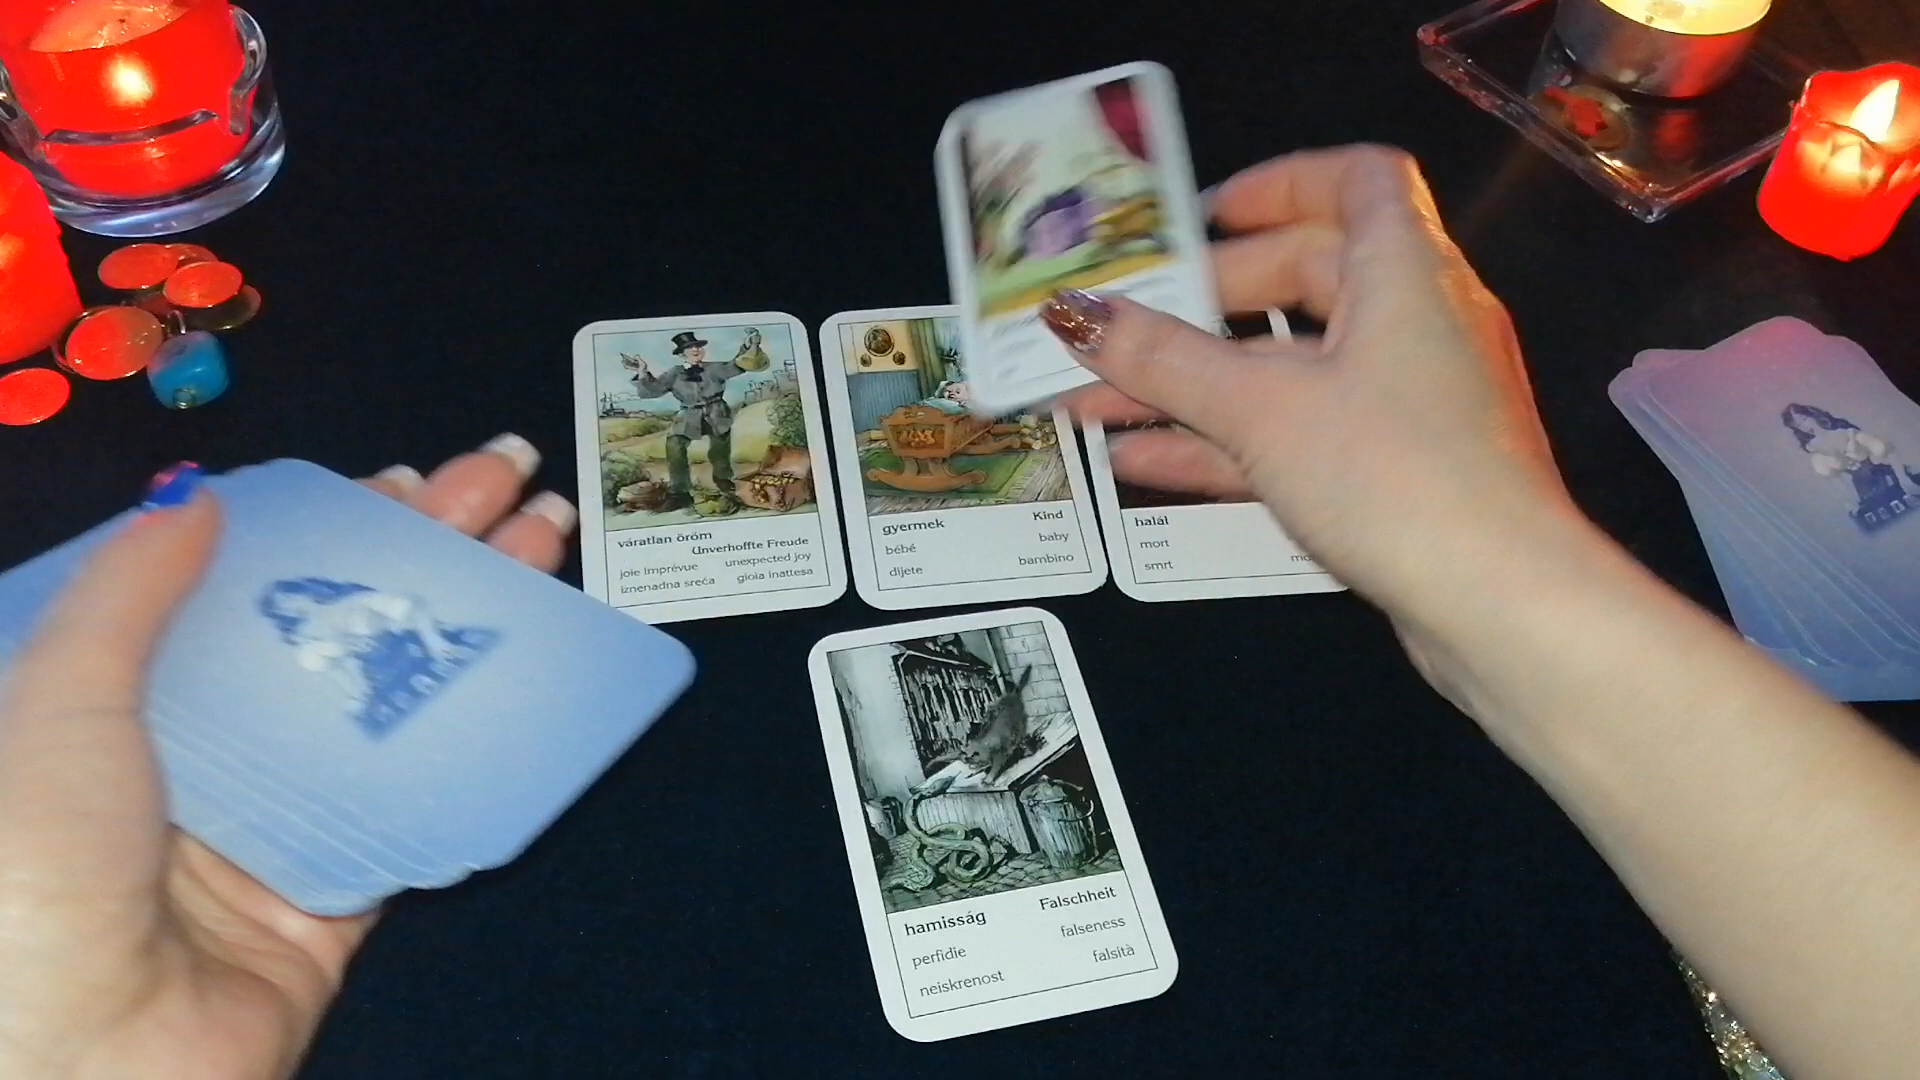 váratlan öröm
Unverhoffte Freude
joie imprévue unexpected joy
iznenadna sreća gioia inattesa
gyermek Kind
bébé baby
dijete bambino
halál
mort
smrt
hamisság Falschheit
perfidie falseness
neiskrenost falsità